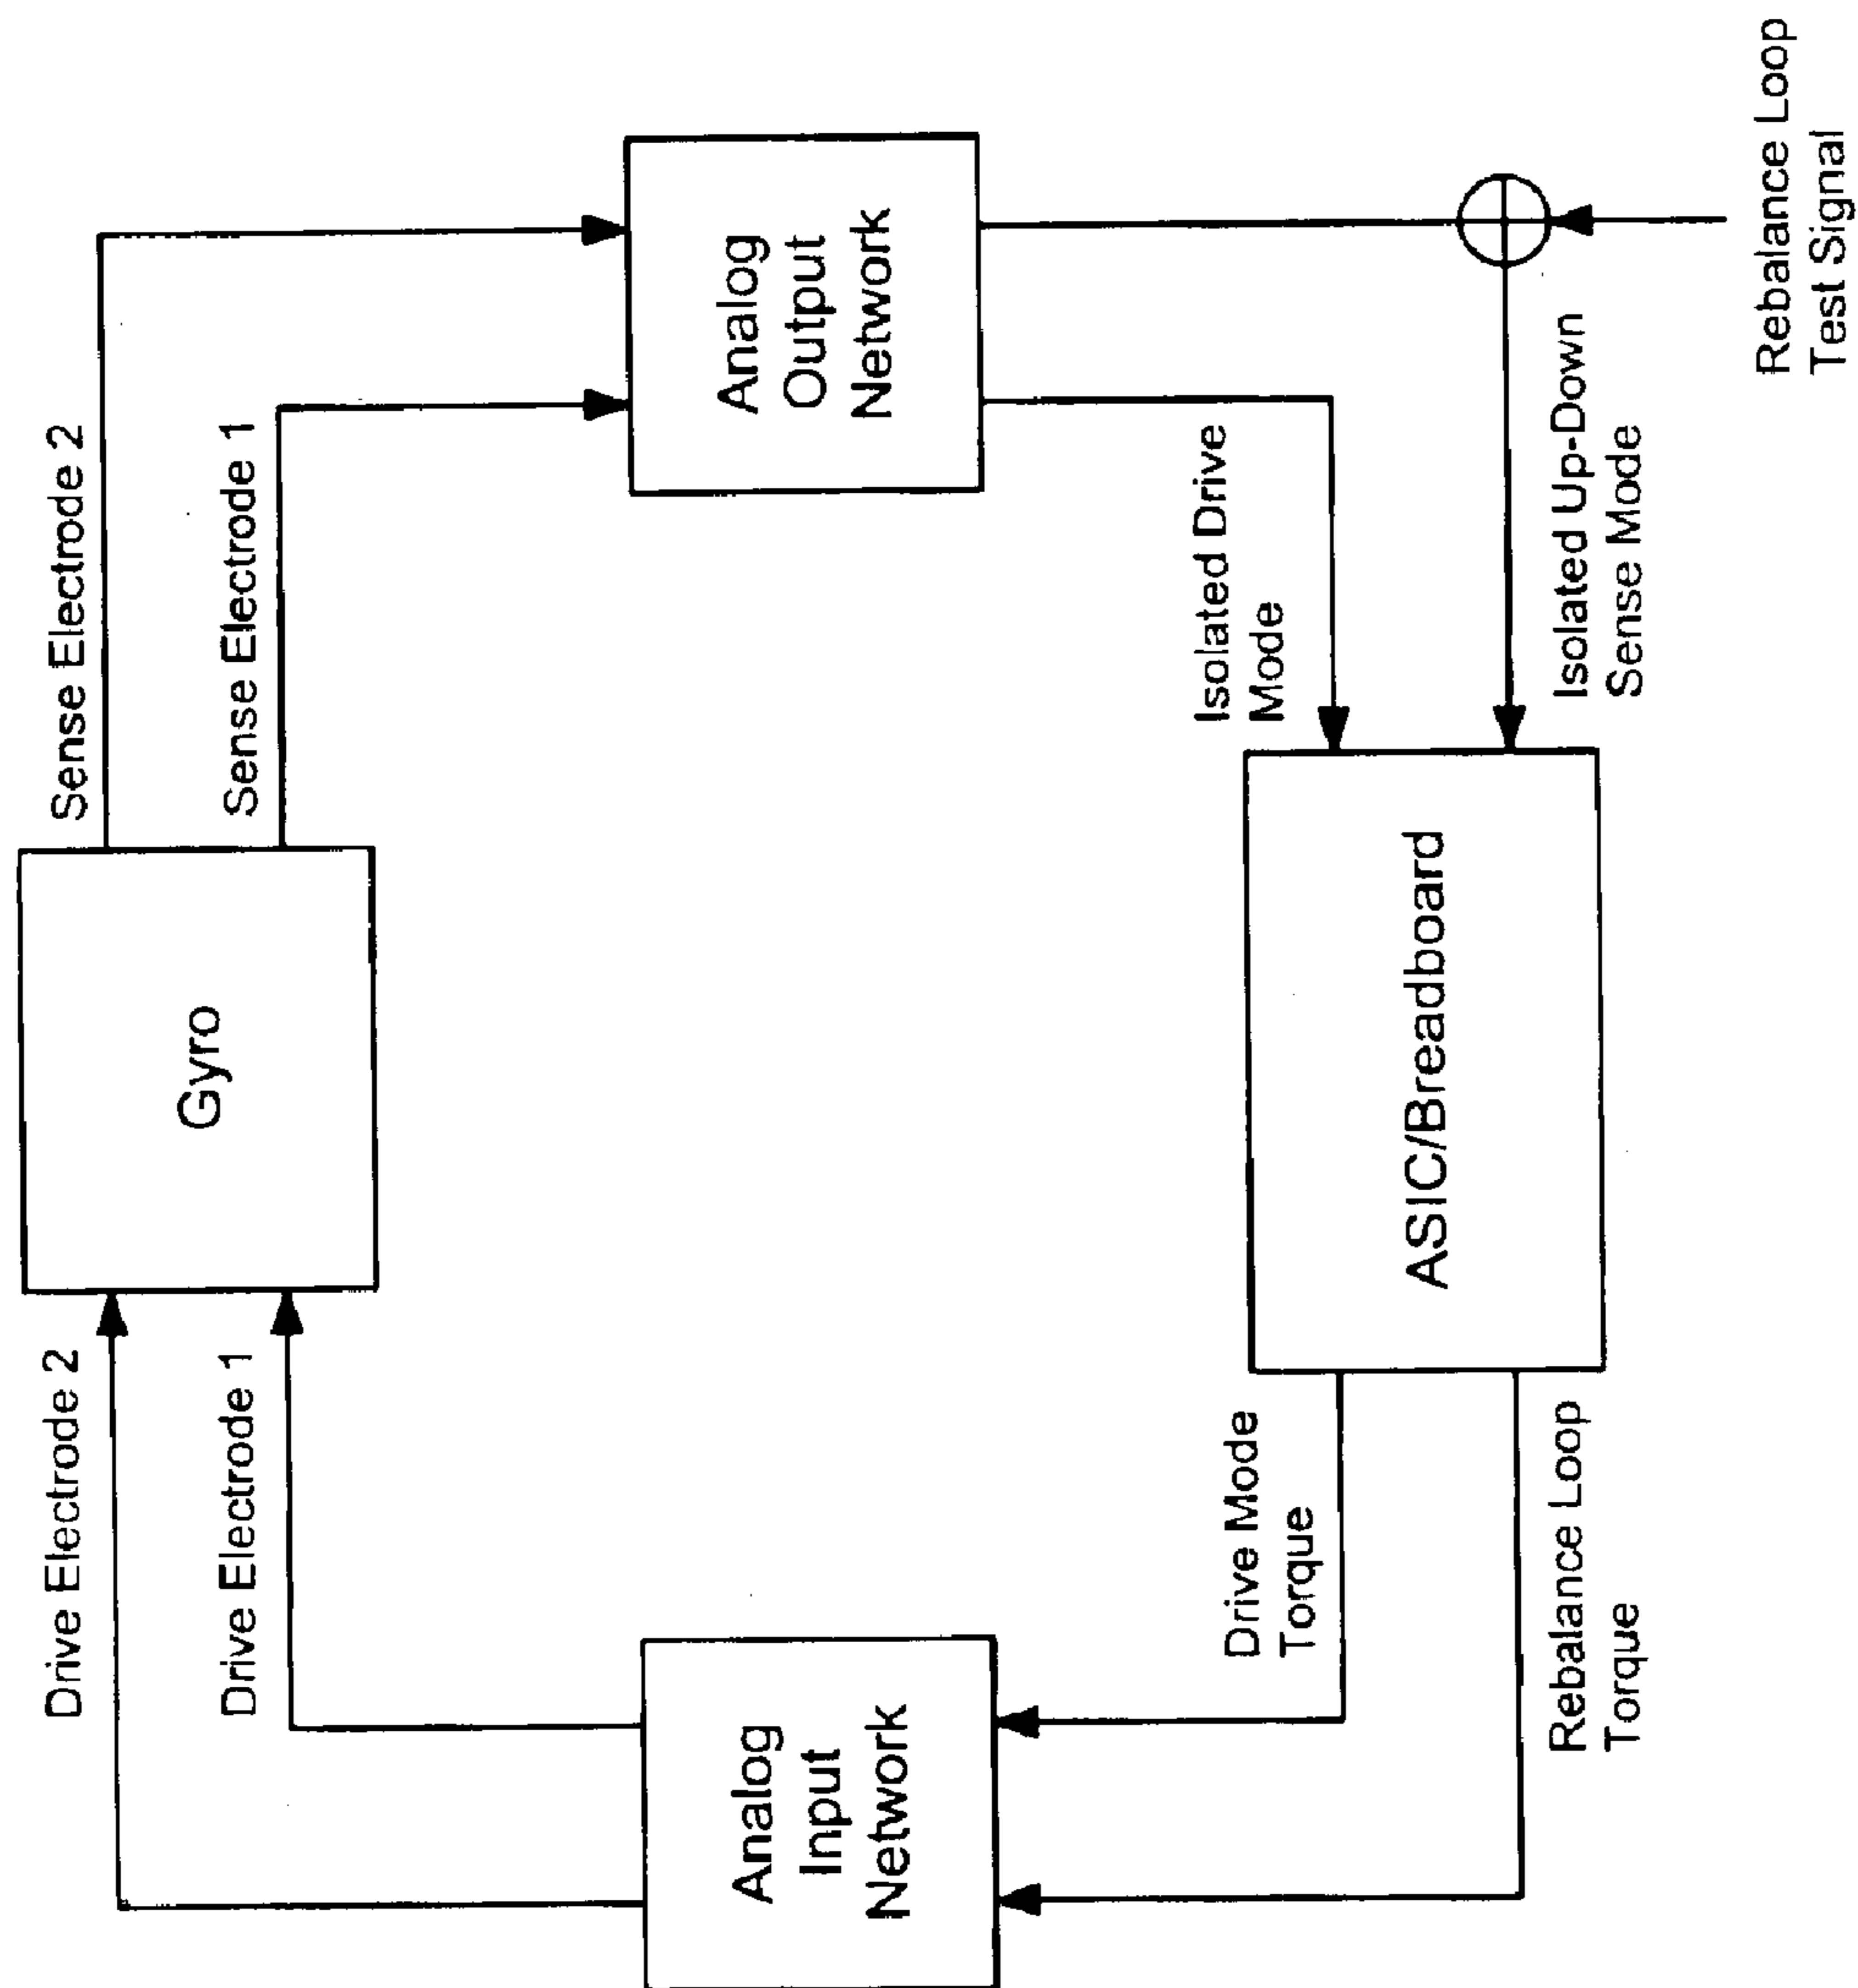 Drive Electrode 2
Drive Electrode 1
Gyro
Sense Electrode 2
Sense Electrode 1
Analog
Input
Network
Analog
Output
Network
Drive Mode
Torque
Rebalance Loop
Torque
ASIC/Breadboard
Isolated Drive
Mode
Isolated Up-Down
Sense Mode
Rebalance Loop
Test Signal